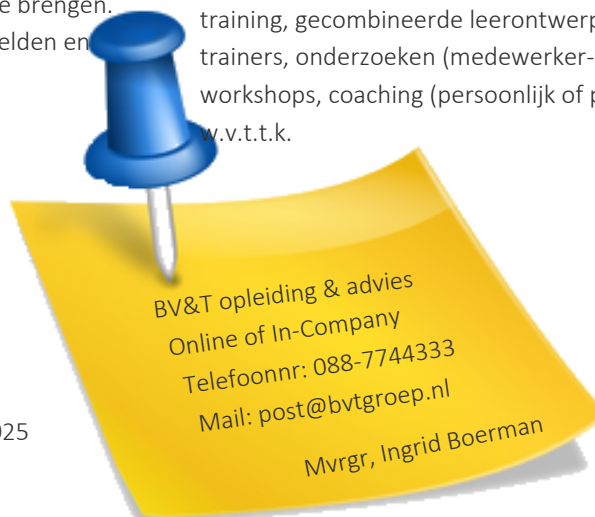 e brengen.
elden en
training, gecombineerde leerontwerp
trainers, onderzoeken (medewerker-
workshops, coaching (persoonlijk of p
w.v.t.t.k.
BV&T opleiding & advies
Online of In-Company
Telefoonnr: 088-7744333
Mail: post@bvtgroep.nl
Mvrgr, Ingrid Boerman
025